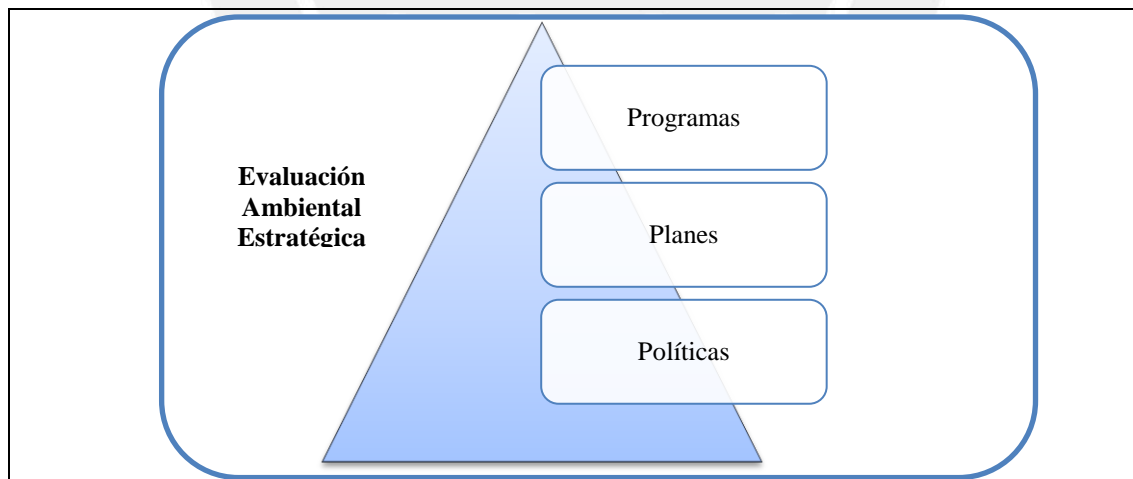 Evaluación
Ambiental
Estratégica
Programas
Planes
Políticas